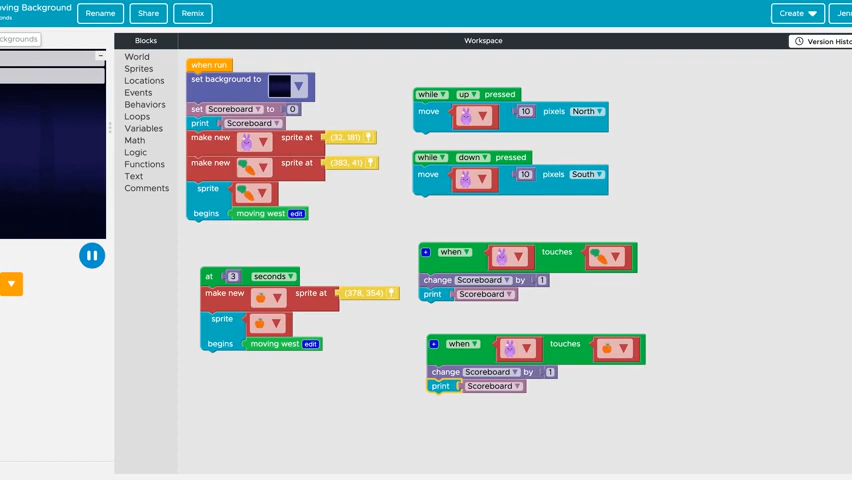 oving Background
onds
Rename
Share
Remix
Create
Jenn
ckgrounds
Blocks
Workspace
Version Histo
World
Sprites
Locations
Events
Behaviors
Loops
Variables
Math
Logic
Functions
Text
Comments
when run
set background to
set Scoreboard to 0
print Scoreboard
make new sprite at (32, 181)
make new sprite at (383, 41)
sprite
begins moving west edit
at 3 seconds
make new sprite at (378, 354)
sprite
begins moving west edit
while up pressed
move 10 pixels North
while down pressed
move 10 pixels South
when touches
change Scoreboard by 1
print Scoreboard
when touches
change Scoreboard by 1
print Scoreboard